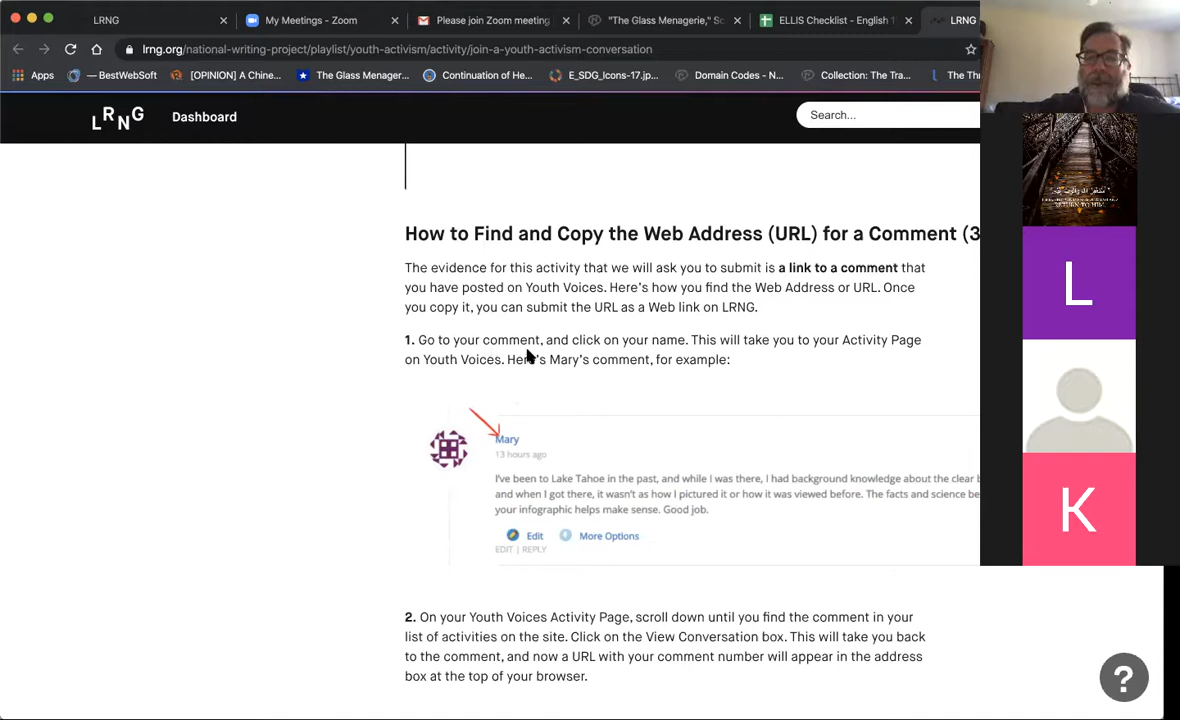 LRNG
My Meetings - Zoom
Please join Zoom meeting
"The Glass Menagerie," Sc
ELLIS Checklist - English 1
LRNG
lrng.org/national-writing-project/playlist/youth-activism/activity/join-a-youth-activism-conversation
Apps
— BestWebSoft
[OPINION] A Chine...
The Glass Menager...
Continuation of He...
E_SDG_Icons-17.jp...
Domain Codes - N...
Collection: The Tra...
The Th
LRNG
Dashboard
Search...
RETURN TO HIM.
L
How to Find and Copy the Web Address (URL) for a Comment (3
The evidence for this activity that we will ask you to submit is a link to a comment that
you have posted on Youth Voices. Here's how you find the Web Address or URL. Once
you copy it, you can submit the URL as a Web link on LRNG.
1. Go to your comment, and click on your name. This will take you to your Activity Page
on Youth Voices. Here's Mary's comment, for example:
Mary
13 hours ago
I've been to Lake Tahoe in the past, and while I was there, I had background knowledge about the clear b
and when I got there, it wasn't as how I pictured it or how it was viewed before. The facts and science be
your infographic helps make sense. Good job.
Edit
More Options
EDIT | REPLY
K
2. On your Youth Voices Activity Page, scroll down until you find the comment in your
list of activities on the site. Click on the View Conversation box. This will take you back
to the comment, and now a URL with your comment number will appear in the address
box at the top of your browser.
?